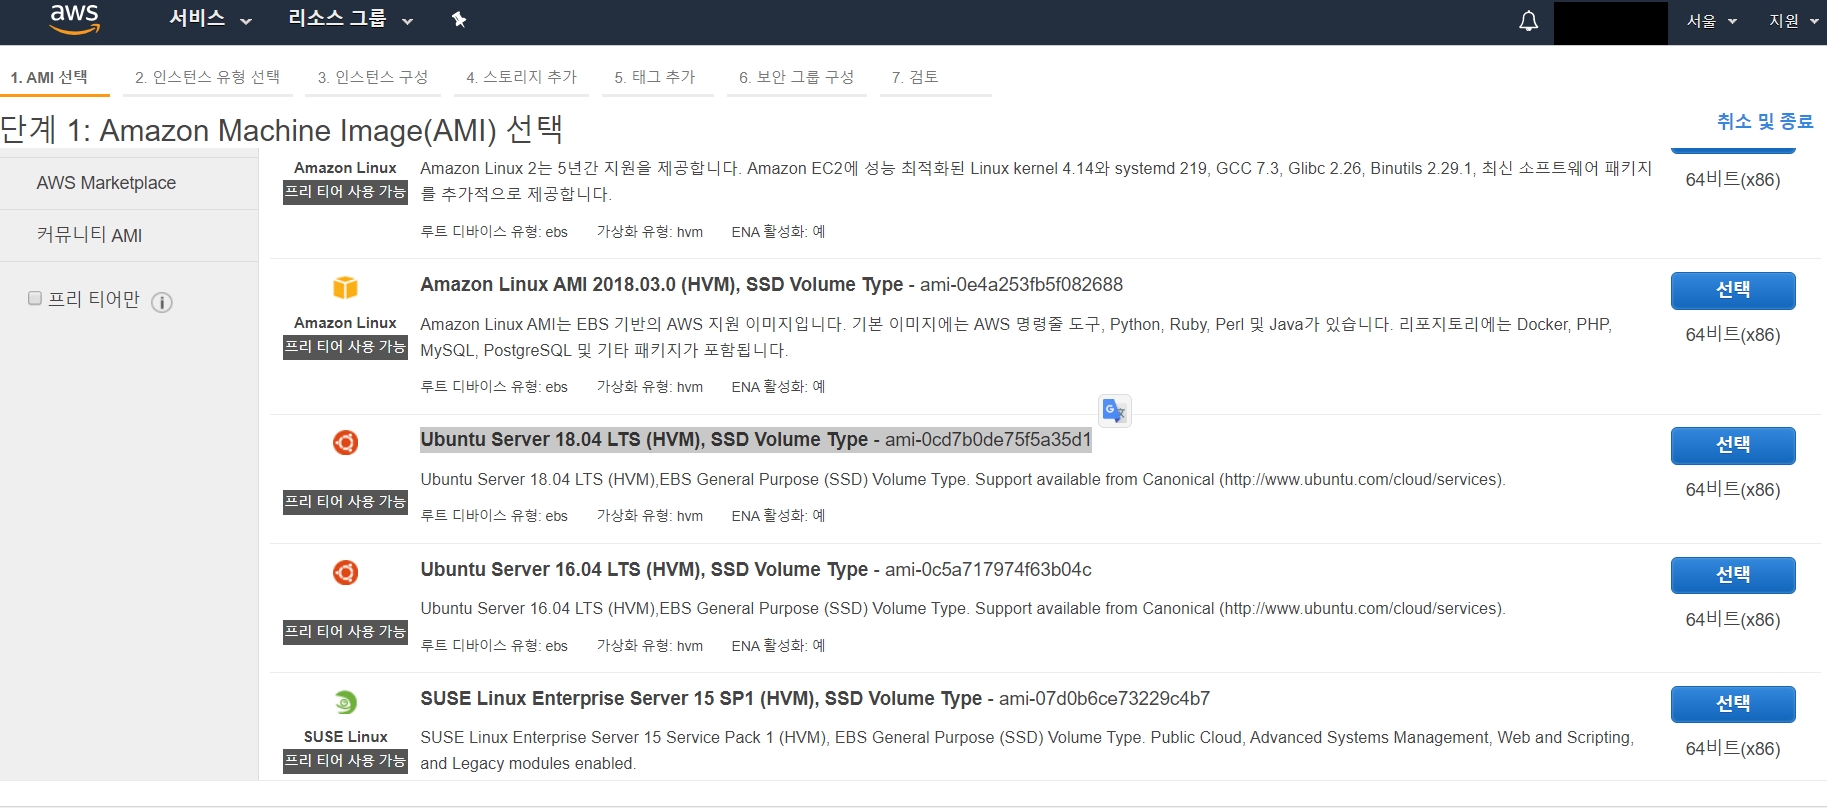 aws
서비스
리소스 그룹
서울
지원
1. AMI 선택
2. 인스턴스 유형 선택
3. 인스턴스 구성
4. 스토리지 추가
5. 태그 추가
6. 보안 그룹 구성
7. 검토
단계 1: Amazon Machine Image(AMI) 선택
취소 및 종료
AWS Marketplace
커뮤니티 AMI
프리 티어만
Amazon Linux
프리 티어 사용 가능
Amazon Linux 2는 5년간 지원을 제공합니다. Amazon EC2에 성능 최적화된 Linux kernel 4.14와 systemd 219, GCC 7.3, Glibc 2.26, Binutils 2.29.1, 최신 소프트웨어 패키지
를 추가적으로 제공합니다.
루트 디바이스 유형: ebs 가상화 유형: hvm ENA 활성화: 예
64비트(x86)
Amazon Linux AMI 2018.03.0 (HVM), SSD Volume Type - ami-0e4a253fb5f082688
선택
Amazon Linux
프리 티어 사용 가능
Amazon Linux AMI는 EBS 기반의 AWS 지원 이미지입니다. 기본 이미지에는 AWS 명령줄 도구, Python, Ruby, Perl 및 Java가 있습니다. 리포지토리에는 Docker, PHP,
MySQL, PostgreSQL 및 기타 패키지가 포함됩니다.
루트 디바이스 유형: ebs 가상화 유형: hvm ENA 활성화: 예
64비트(x86)
Ubuntu Server 18.04 LTS (HVM), SSD Volume Type - ami-0cd7b0de75f5a35d1
선택
프리 티어 사용 가능
Ubuntu Server 18.04 LTS (HVM),EBS General Purpose (SSD) Volume Type. Support available from Canonical (http://www.ubuntu.com/cloud/services).
루트 디바이스 유형: ebs 가상화 유형: hvm ENA 활성화: 예
64비트(x86)
Ubuntu Server 16.04 LTS (HVM), SSD Volume Type - ami-0c5a717974f63b04c
선택
프리 티어 사용 가능
Ubuntu Server 16.04 LTS (HVM),EBS General Purpose (SSD) Volume Type. Support available from Canonical (http://www.ubuntu.com/cloud/services).
루트 디바이스 유형: ebs 가상화 유형: hvm ENA 활성화: 예
64비트(x86)
SUSE Linux Enterprise Server 15 SP1 (HVM), SSD Volume Type - ami-07d0b6ce73229c4b7
선택
SUSE Linux
프리 티어 사용 가능
SUSE Linux Enterprise Server 15 Service Pack 1 (HVM), EBS General Purpose (SSD) Volume Type. Public Cloud, Advanced Systems Management, Web and Scripting,
and Legacy modules enabled.
64비트(x86)